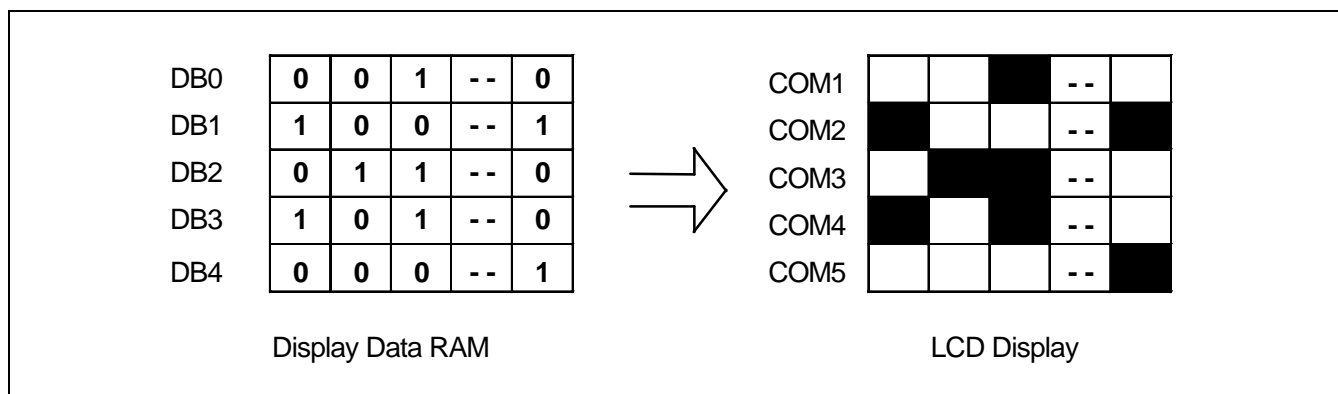 DB0 0 0 1 -- 0
DB1 1 0 0 -- 1
DB2 0 1 1 -- 0
DB3 1 0 1 -- 0
DB4 0 0 0 -- 1
Display Data RAM
COM1 --
COM2 --
COM3 --
COM4 --
COM5 --
LCD Display